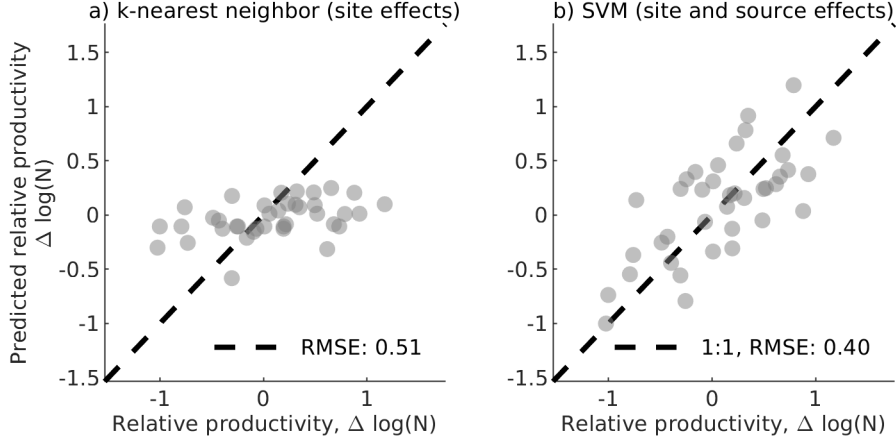 a) k-nearest neighbor (site effects)
Predicted relative productivity
Δ log(N)
1.5
1
0.5
0
-0.5
-1
-1.5
RMSE: 0.51
-1
0
1
Relative productivity, Δ log(N)
b) SVM (site and source effects)
1.5
1
0.5
0
-0.5
-1
-1.5
1:1, RMSE: 0.40
-1
0
1
Relative productivity, Δ log(N)